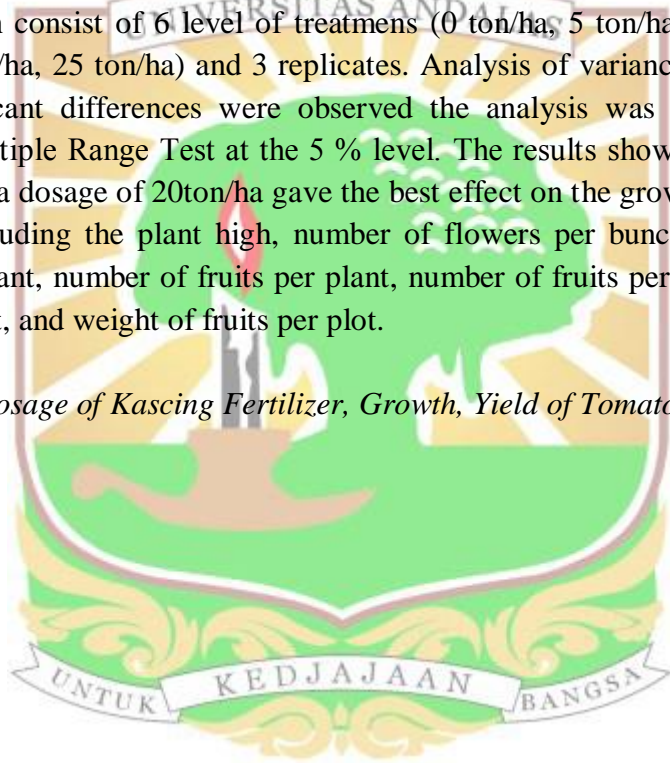 consist of 6 level of treatmens (0 ton/ha, 5 ton/ha
/ha, 25 ton/ha) and 3 replicates. Analysis of varianc
cant differences were observed the analysis was
tiple Range Test at the 5 % level. The results show
a dosage of 20ton/ha gave the best effect on the grow
uding the plant high, number of flowers per bunc
ant, number of fruits per plant, number of fruits per
t, and weight of fruits per plot.
osage of Kascing Fertilizer, Growth, Yield of Tomato
UNIVERSITAS ANDALAS
UNTUK KEDJAJAAN BANGSA